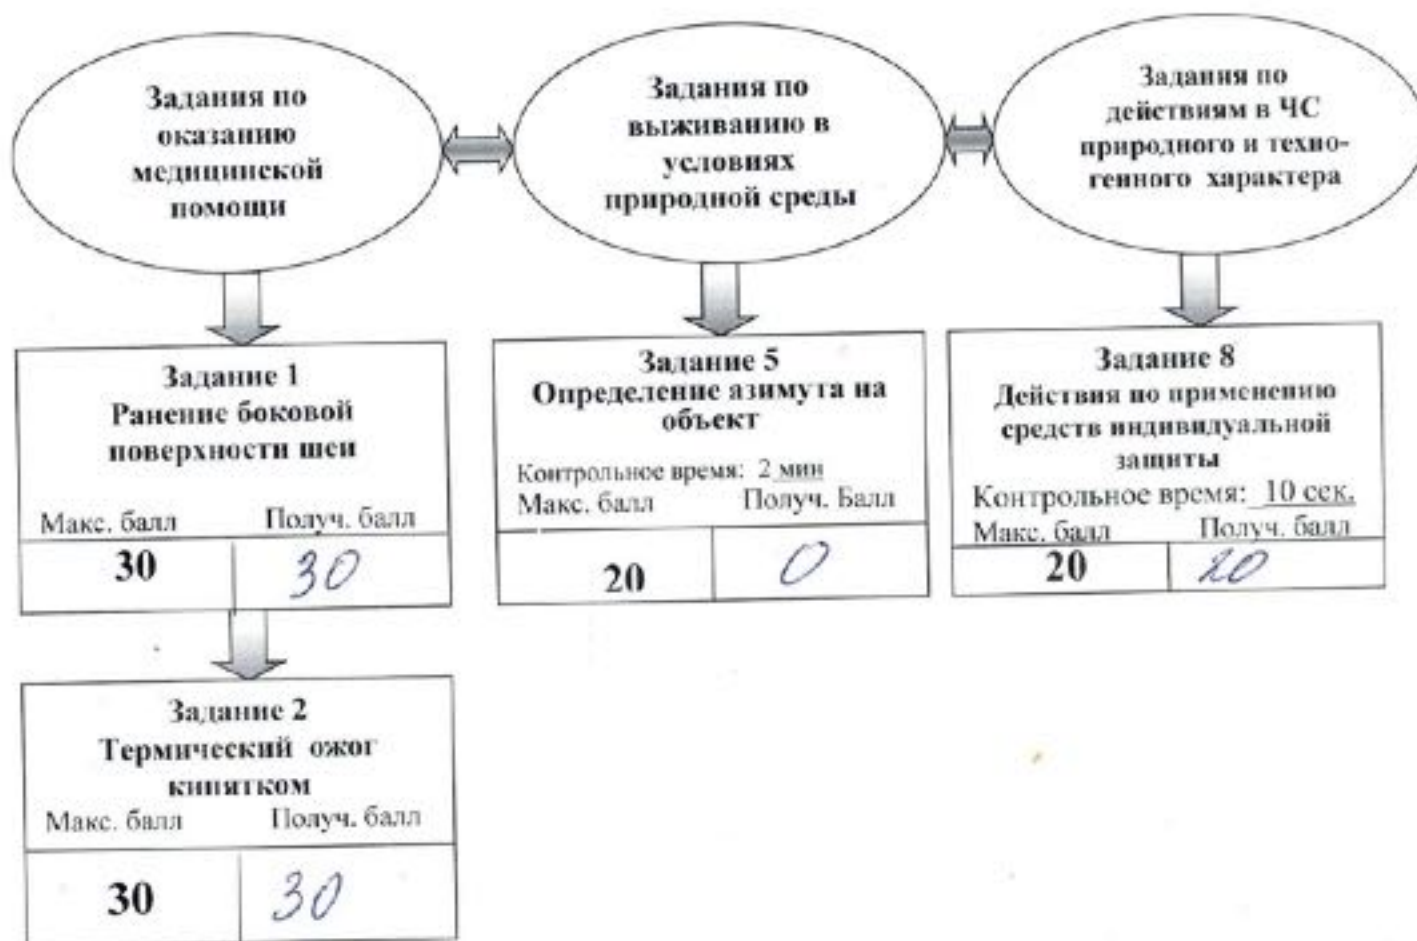 Задания по
оказанию
медицинской
помощи
Задания по
выживанию в
условиях
природной среды
Задания по
действиям в ЧС
природного и техно-
генного характера
Задание 1
Ранение боковой
поверхности шеи
Макс. балл Получ. балл
30 30
Задание 2
Термический ожог
кипятком
Макс. балл Получ. балл
30 30
Задание 5
Определение азимута на
объект
Контрольное время: 2 мин
Макс. балл Получ. Балл
20 0
Задание 8
Действия по применению
средств индивидуальной
защиты
Контрольное время: 10 сек.
Макс. балл Получ. балл
20 20